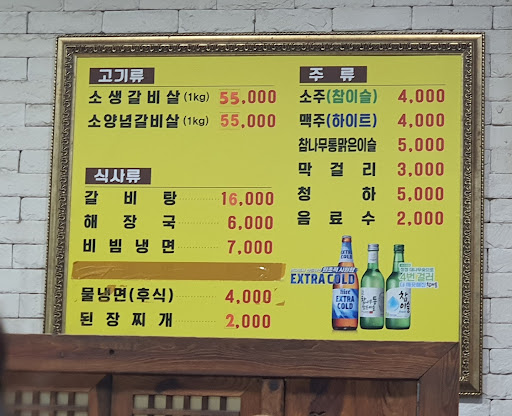 고기류
소생갈비살(1kg) 55,000
소양념갈비살(1kg) 55,000
식사류
갈비탕 16,000
해장국 6,000
비빔냉면 7,000
물냉면(후식) 4,000
된장찌개 2,000
주류
소주(참이슬) 4,000
맥주(하이트) 4,000
참나무통맑은이슬 5,000
막걸리 3,000
청하 5,000
음료수 2,000
EXTRA COLD
EXTRA
COLD
참이슬